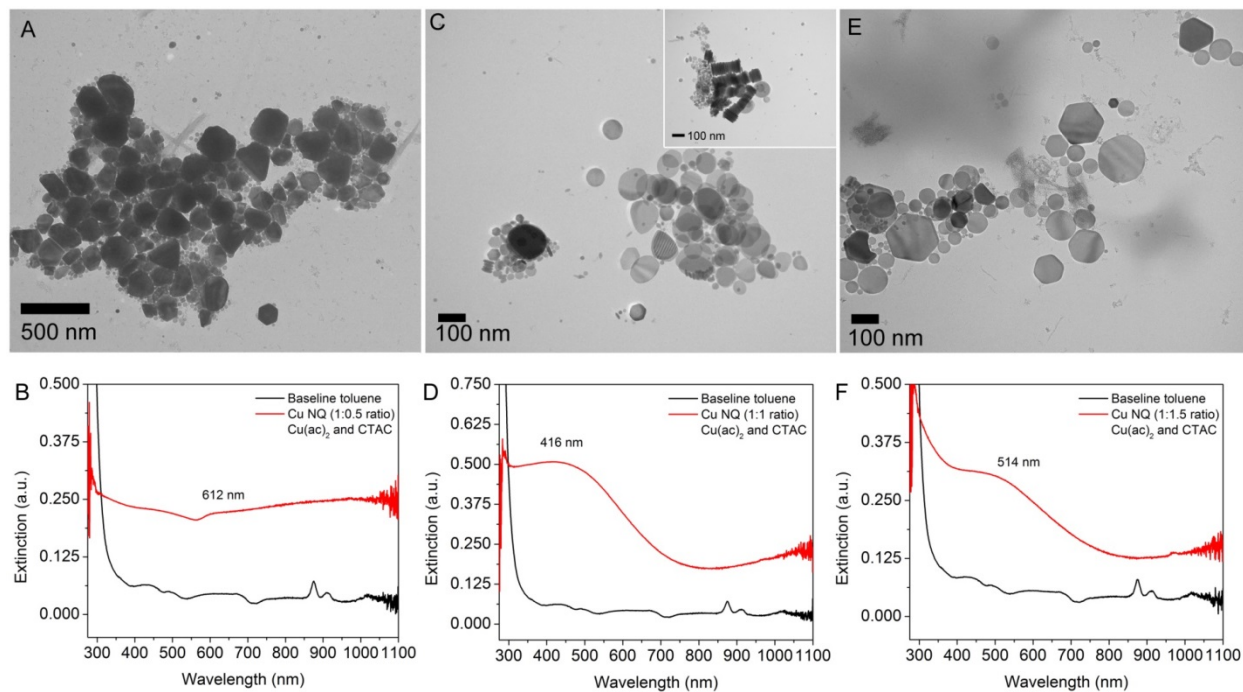 A
500 nm
C
100 nm
100 nm
E
100 nm
B
0.500
0.375
0.250
0.125
0.000
Extinction (a.u.)
Baseline toluene
Cu NQ (1:0.5 ratio)
Cu(ac)₂ and CTAC
612 nm
300 400 500 600 700 800 900 1000 1100
Wavelength (nm)
D
0.750
0.625
0.500
0.375
0.250
0.125
0.000
Extinction (a.u.)
Baseline toluene
Cu NQ (1:1 ratio)
Cu(ac)₂ and CTAC
416 nm
300 400 500 600 700 800 900 1000 1100
Wavelength (nm)
F
0.500
0.375
0.250
0.125
0.000
Extinction (a.u.)
Baseline toluene
Cu NQ (1:1.5 ratio)
Cu(ac)₂ and CTAC
514 nm
300 400 500 600 700 800 900 1000 1100
Wavelength (nm)